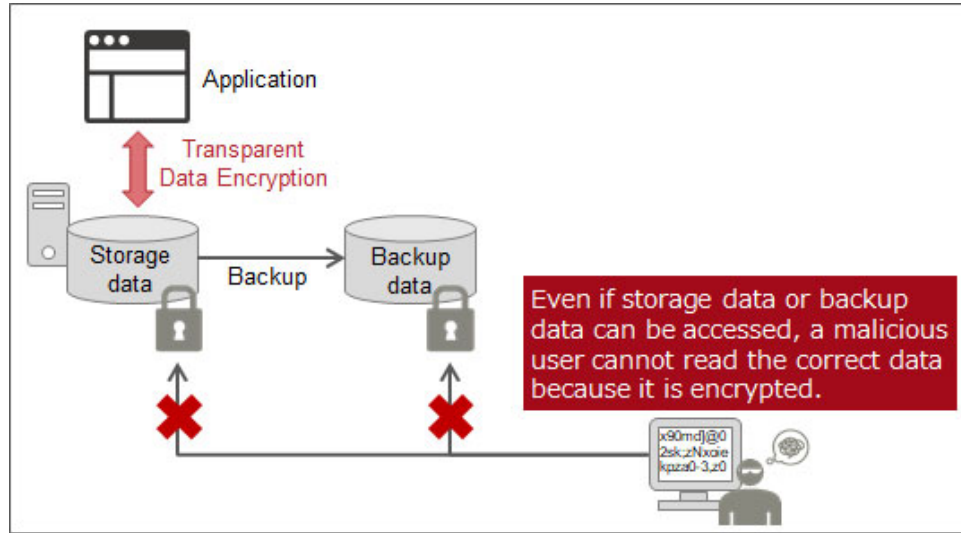 Application
Transparent
Data Encryption
Storage
data
Backup
Backup
data
Even if storage data or backup
data can be accessed, a malicious
user cannot read the correct data
because it is encrypted.
x90md]@0
2sk;zNxoie
kpza0-3,z0